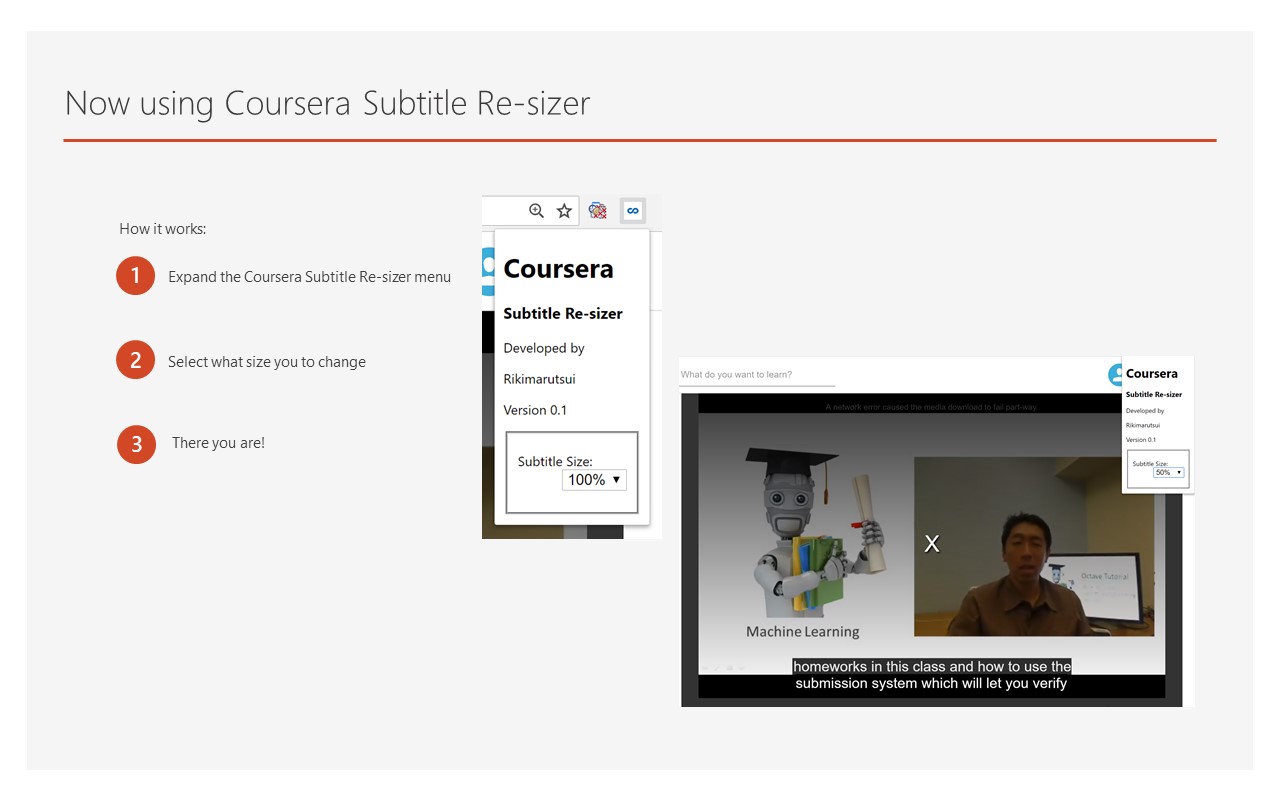 Now using Coursera Subtitle Re-sizer
How it works:
1
Expand the Coursera Subtitle Re-sizer menu
2
Select what size you to change
3
There you are!
Coursera
Subtitle Re-sizer
Developed by
Rikimarutsui
Version 0.1
Subtitle Size:
100%
What do you want to learn?
Coursera
Subtitle Re-sizer
Developed by
Rikimarutsui
Version 0.1
Subtitle Size:
50%
A network error caused the media download to fail part-way.
X
Octave Tutorial
Machine Learning
homeworks in this class and how to use the
submission system which will let you verify